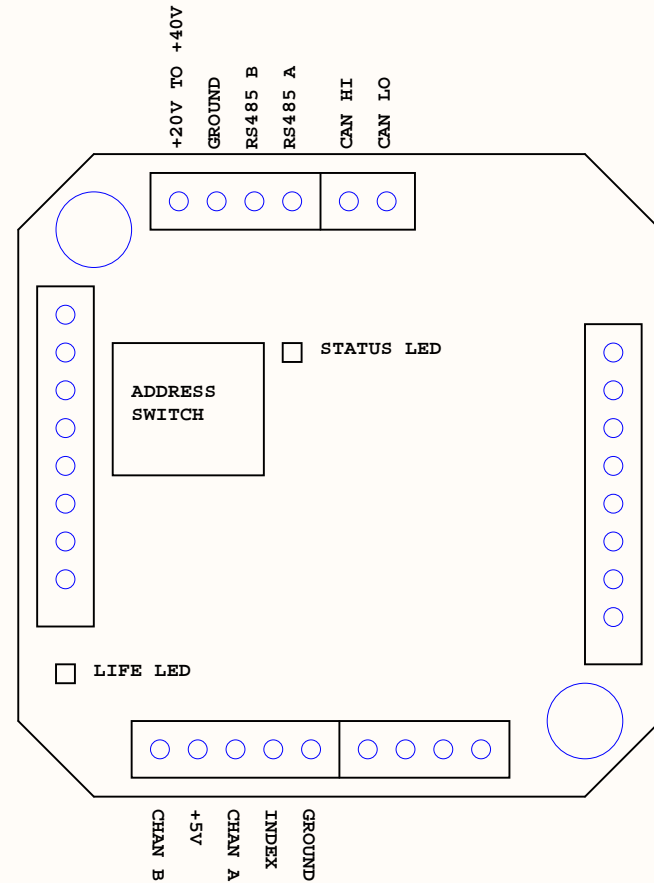 +20V TO +40V
GROUND
RS485 B
RS485 A
CAN HI
CAN LO
STATUS LED
ADDRESS
SWITCH
LIFE LED
CHAN B
+5V
CHAN A
INDEX
GROUND